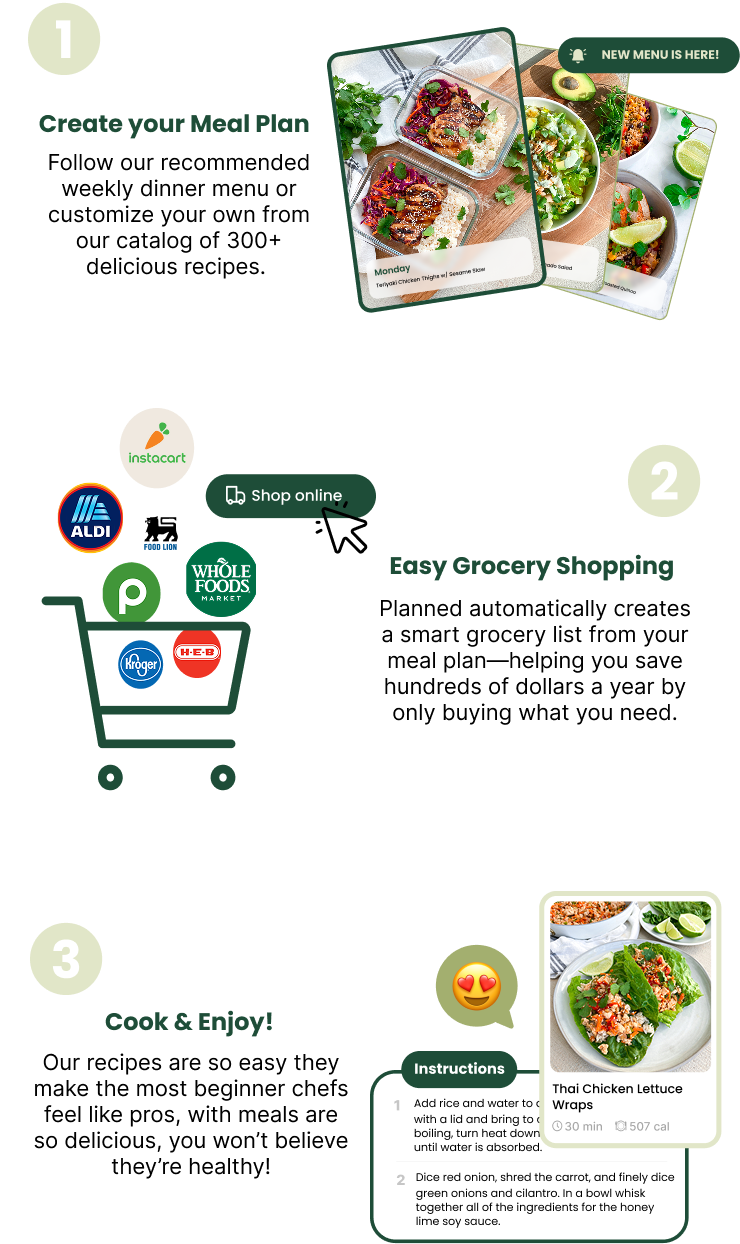 1
NEW MENU IS HERE!
Create your Meal Plan
Follow our recommended
weekly dinner menu or
customize your own from
our catalog of 300+
delicious recipes.
Monday
Teriyaki Chicken Thighs w/ Sesame Slaw
ado Salad
oasted Quinoa
instacart
Shop online
2
ALDI
FOOD LION
WHOLE
FOODS
MARKET
p
Kroger
H-E-B
Easy Grocery Shopping
Planned automatically creates
a smart grocery list from your
meal plan—helping you save
hundreds of dollars a year by
only buying what you need.
3
Cook & Enjoy!
Our recipes are so easy they
make the most beginner chefs
feel like pros, with meals are
so delicious, you won’t believe
they’re healthy!
Instructions
1 Add rice and water to
with a lid and bring to
boiling, turn heat down
until water is absorbed.
2 Dice red onion, shred the carrot, and finely dice
green onions and cilantro. In a bowl whisk
together all of the ingredients for the honey
lime soy sauce.
Thai Chicken Lettuce
Wraps
30 min 507 cal